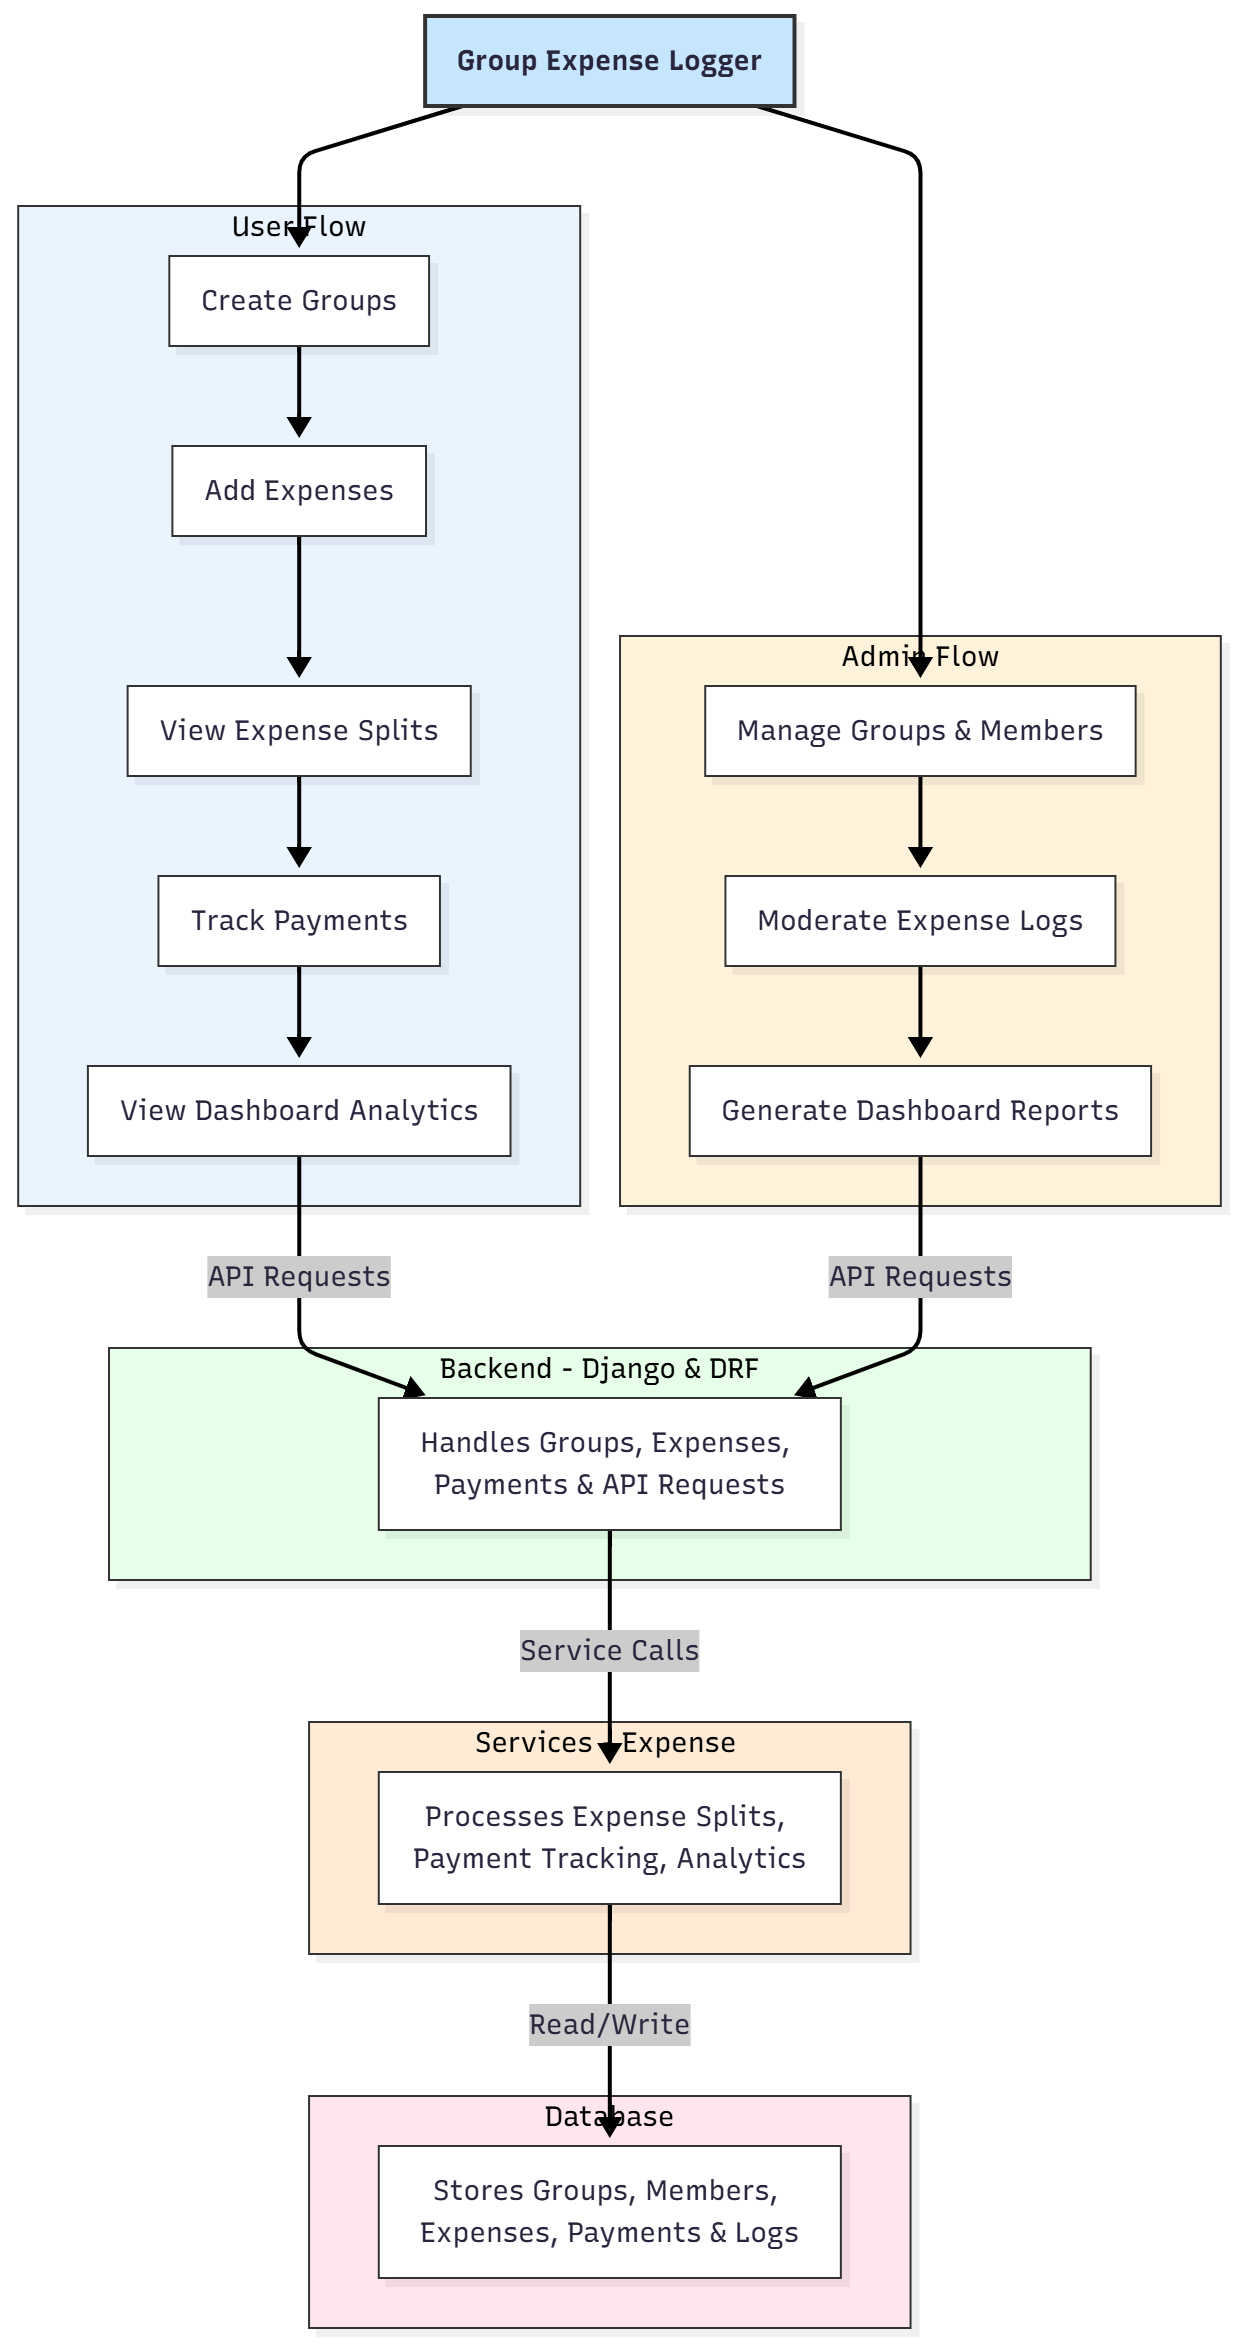 Group Expense Logger
User Flow
Create Groups
Add Expenses
View Expense Splits
Track Payments
View Dashboard Analytics
Admin Flow
Manage Groups & Members
Moderate Expense Logs
Generate Dashboard Reports
API Requests
API Requests
Backend - Django & DRF
Handles Groups, Expenses,
Payments & API Requests
Service Calls
Services - Expense
Processes Expense Splits,
Payment Tracking, Analytics
Read/Write
Database
Stores Groups, Members,
Expenses, Payments & Logs